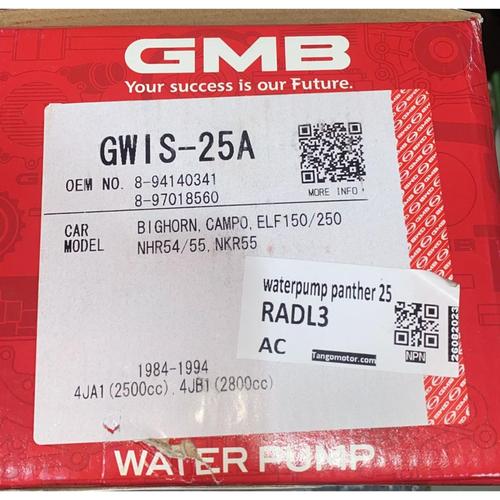 GMB
Your success is our Future.
GWIS-25A
OEM NO. 8-94140341
8-97018560
MORE INFO
CAR MODEL BIGHORN, CAMPO, ELF150/250
NHR54/55, NKR55
waterpump panther 25
RADL3
AC
Tangomotor.com
NPN
26082023
1984-1994
4JA1(2500cc), 4JB1(2800cc)
WATER PUMP